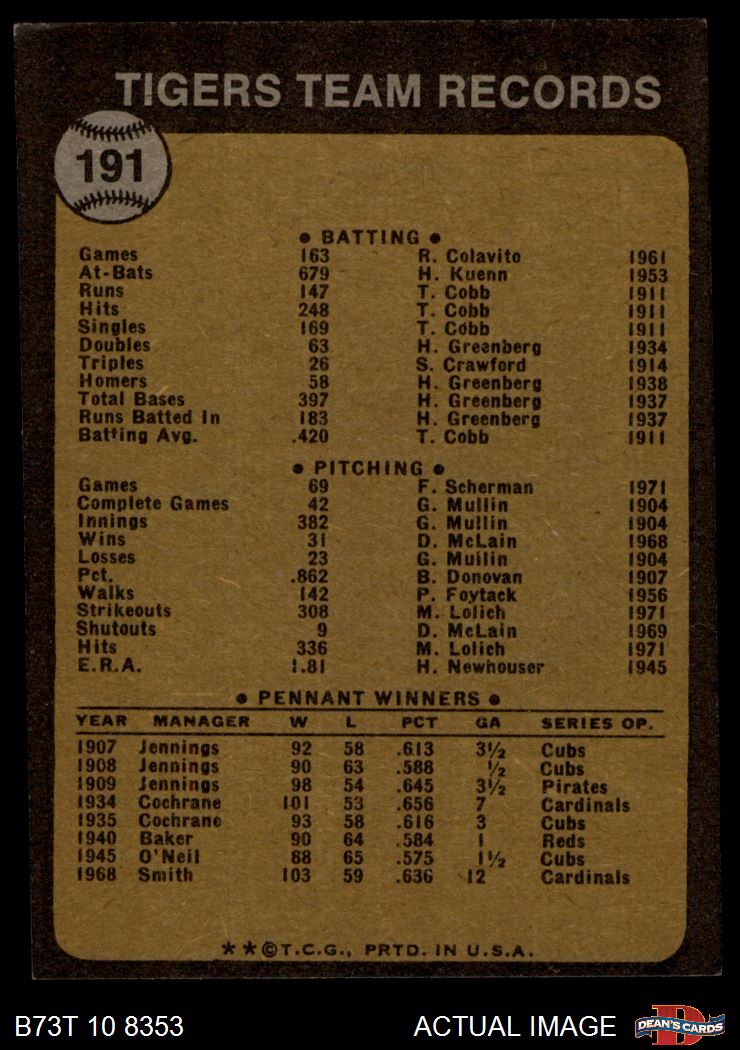 TIGERS TEAM RECORDS
191
● BATTING ●
Games 163 R. Colavito 1961
At-Bats 679 H. Kuenn 1953
Runs 147 T. Cobb 1911
Hits 248 T. Cobb 1911
Singles 169 T. Cobb 1911
Doubles 63 H. Greenberg 1934
Triples 26 S. Crawford 1914
Homers 58 H. Greenberg 1938
Total Bases 397 H. Greenberg 1937
Runs Batted In 183 H. Greenberg 1937
Batting Avg. .420 T. Cobb 1911
● PITCHING ●
Games 69 F. Scherman 1971
Complete Games 42 G. Mullin 1904
Innings 382 G. Mullin 1904
Wins 31 D. McLain 1968
Losses 23 G. Mullin 1904
Pct. .862 B. Donovan 1907
Walks 142 P. Foytack 1956
Strikeouts 308 M. Lolich 1971
Shutouts 9 D. McLain 1969
Hits 336 M. Lolich 1971
E.R.A. 1.81 H. Newhouser 1945
● PENNANT WINNERS ●
YEAR MANAGER W L PCT GA SERIES OP.
1907 Jennings 92 58 .613 3½ Cubs
1908 Jennings 90 63 .588 ½ Cubs
1909 Jennings 98 54 .645 3½ Pirates
1934 Cochrane 101 53 .656 7 Cardinals
1935 Cochrane 93 58 .616 3 Cubs
1940 Baker 90 64 .584 1 Reds
1945 O'Neil 88 65 .575 1½ Cubs
1968 Smith 103 59 .636 12 Cardinals
**©T.C.G., PRTD. IN U.S.A.
B73T 10 8353 ACTUAL IMAGE D DEAN'S CARDS